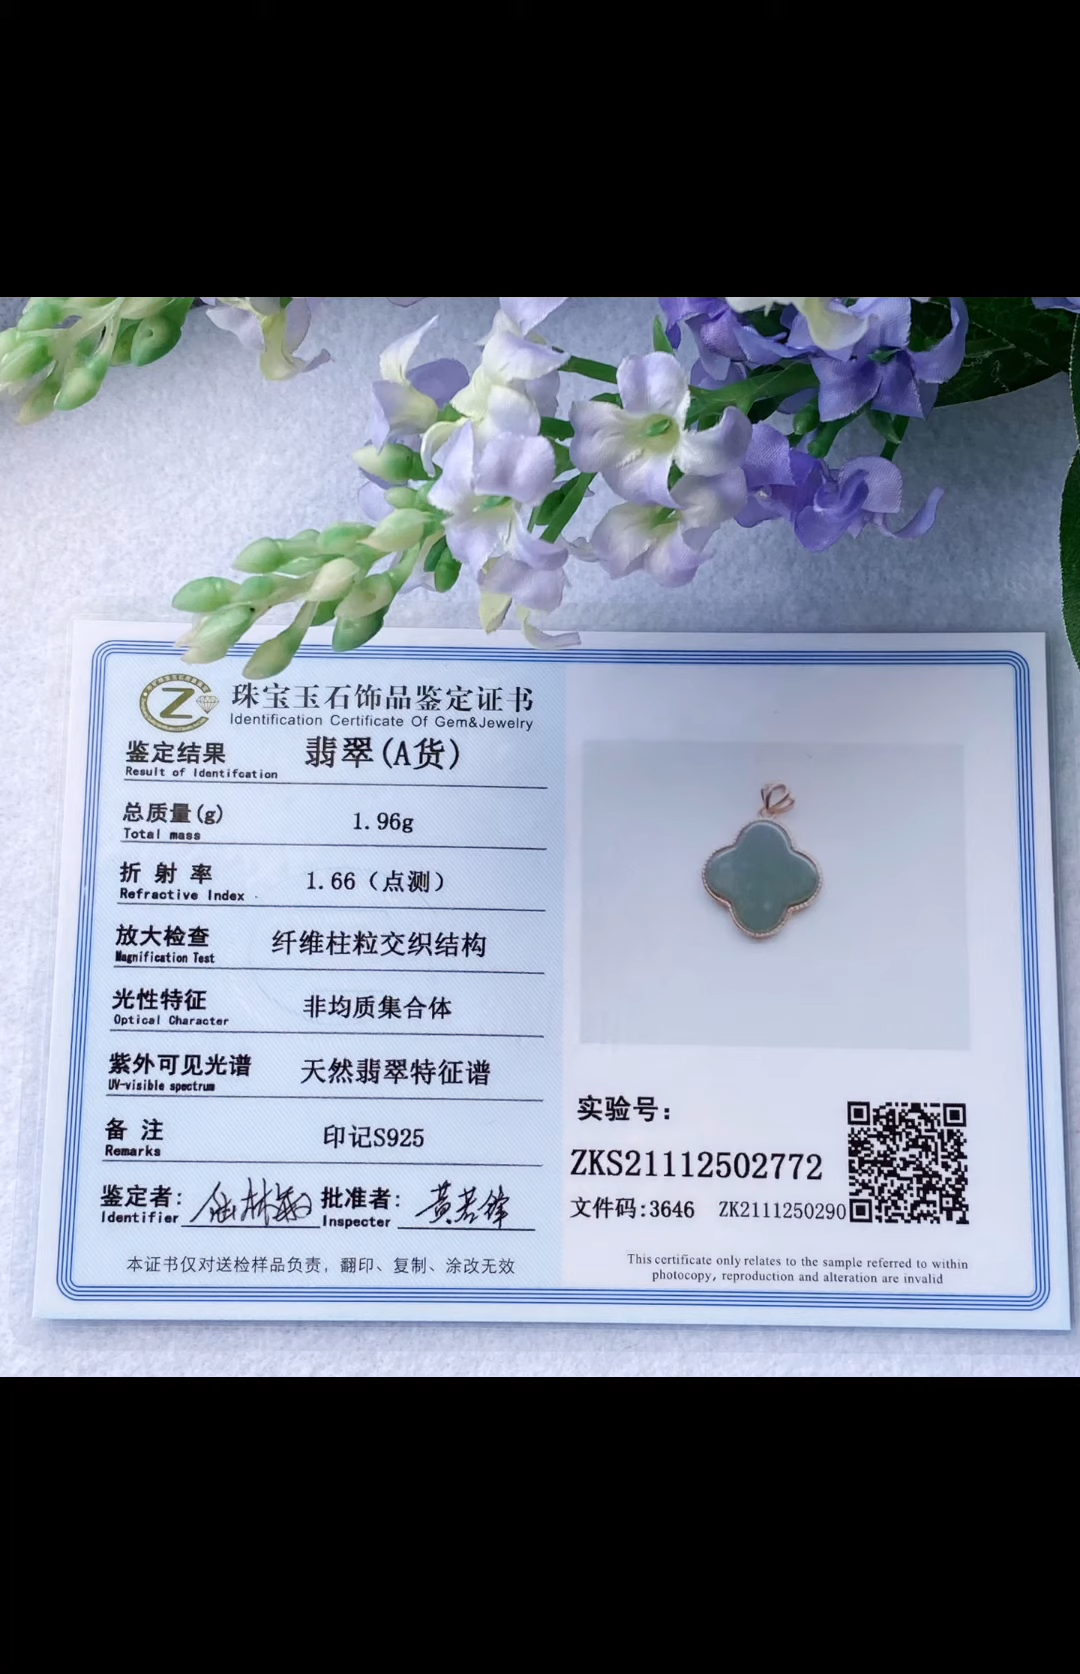 珠宝玉石饰品鉴定证书
Identification Certificate Of Gem&Jewelry
鉴定结果 翡翠(A货)
Result of Identifcation
总质量(g) 1.96g
Total mass
折射率 1.66(点测)
Refractive Index
放大检查 纤维柱粒交织结构
Magnification Test
光性特征 非均质集合体
Optical Character
紫外可见光谱 天然翡翠特征谱
UV-visible spectrum
备注 印记S925
Remarks
鉴定者: 批准者:
Identifier Inspecter
本证书仅对送检样品负责，翻印、复制、涂改无效
实验号:
ZKS21112502772
文件码:3646 ZK2111250290
This certificate only relates to the sample referred to within
photocopy, reproduction and alteration are invalid